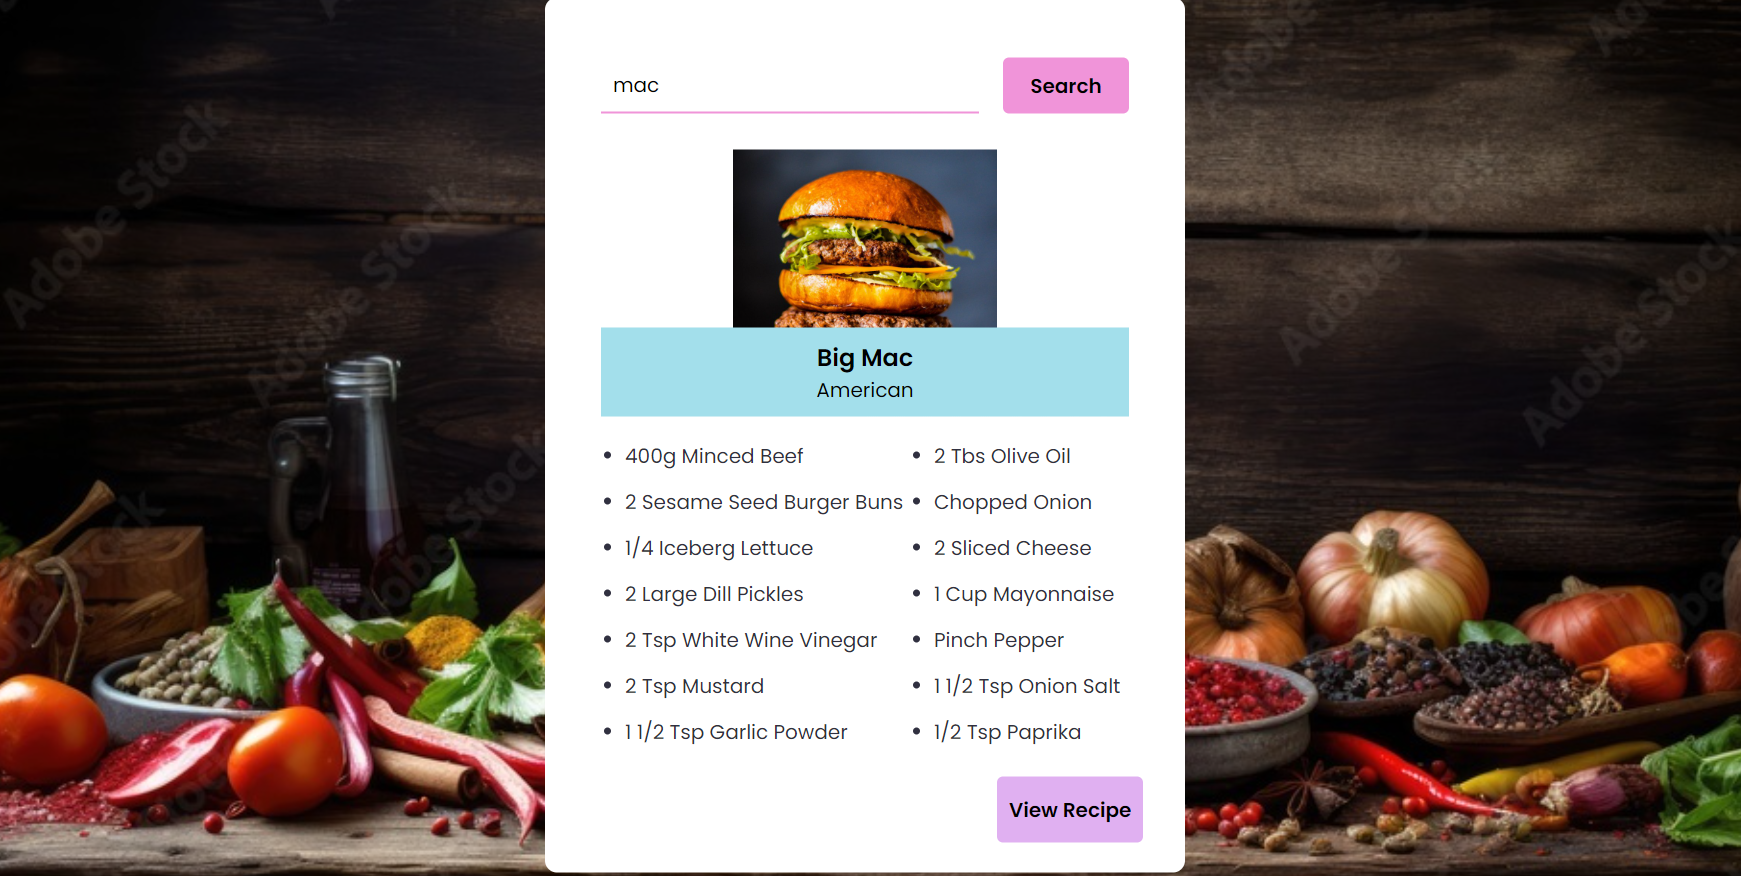 mac
Search
Big Mac
American
400g Minced Beef
2 Tbs Olive Oil
2 Sesame Seed Burger Buns
Chopped Onion
1/4 Iceberg Lettuce
2 Sliced Cheese
2 Large Dill Pickles
1 Cup Mayonnaise
2 Tsp White Wine Vinegar
Pinch Pepper
2 Tsp Mustard
1 1/2 Tsp Onion Salt
1 1/2 Tsp Garlic Powder
1/2 Tsp Paprika
View Recipe
Adobe Stock
Adobe Stock
Adobe Stock
Adobe Stock
Adobe Stock
Adobe Stock